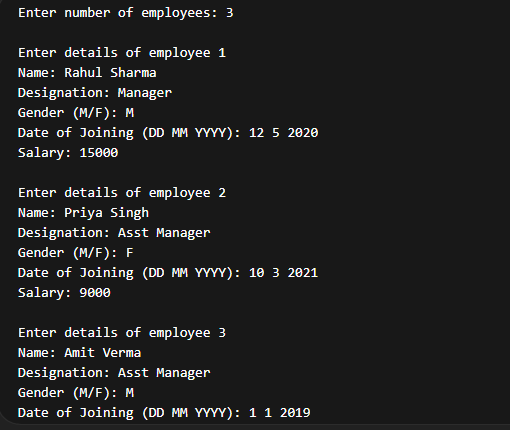 Enter number of employees: 3
Enter details of employee 1
Name: Rahul Sharma
Designation: Manager
Gender (M/F): M
Date of Joining (DD MM YYYY): 12 5 2020
Salary: 15000
Enter details of employee 2
Name: Priya Singh
Designation: Asst Manager
Gender (M/F): F
Date of Joining (DD MM YYYY): 10 3 2021
Salary: 9000
Enter details of employee 3
Name: Amit Verma
Designation: Asst Manager
Gender (M/F): M
Date of Joining (DD MM YYYY): 1 1 2019